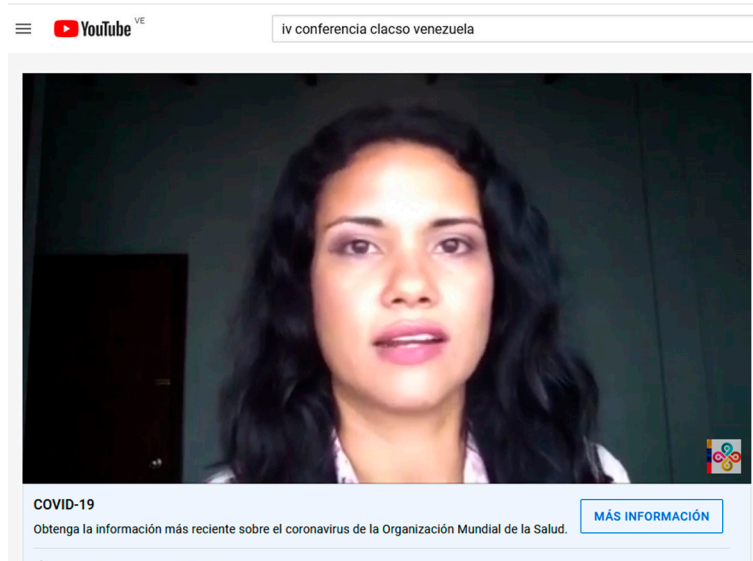 YouTube VE
iv conferencia clacso venezuela
COVID-19
Obtenga la información más reciente sobre el coronavirus de la Organización Mundial de la Salud.
MÁS INFORMACIÓN